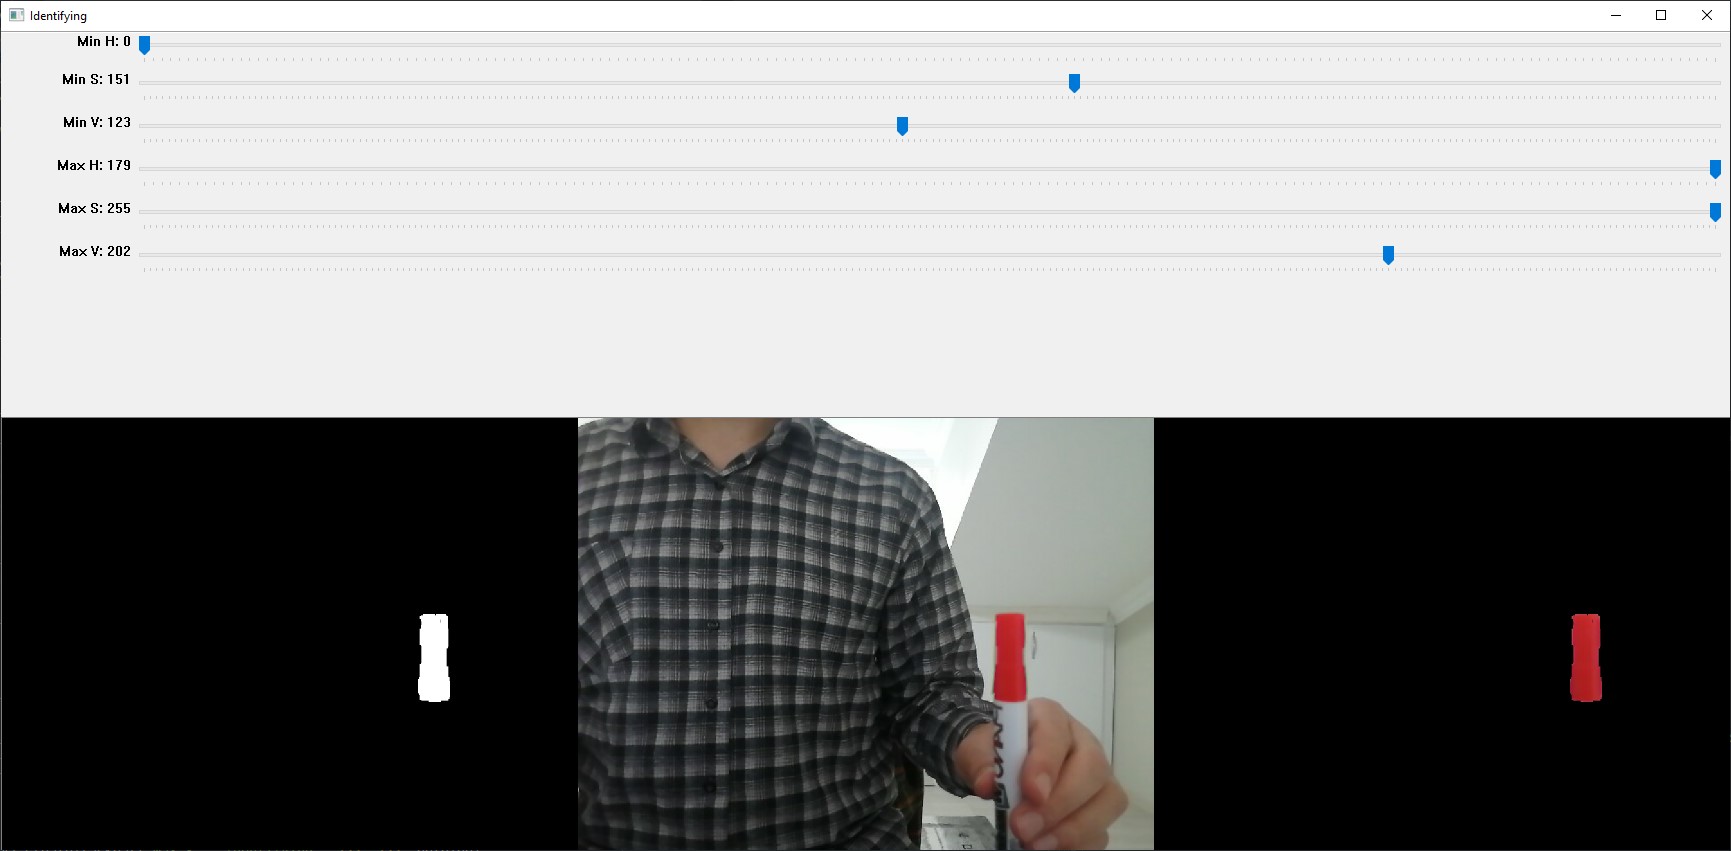 Identifying
Min H: 0
Min S: 151
Min V: 123
Max H: 179
Max S: 255
Max V: 202